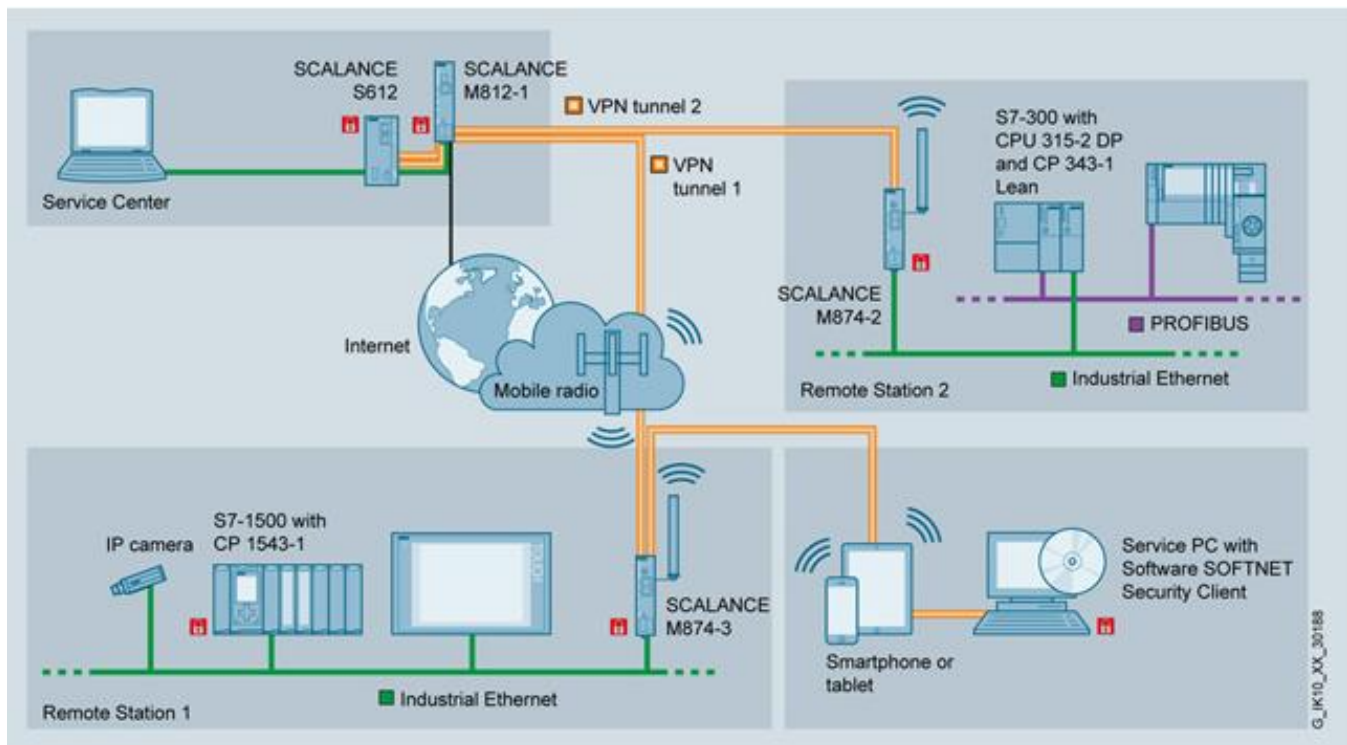 SCALANCE
S612
SCALANCE
M812-1
VPN tunnel 2
VPN
tunnel 1
Service Center
S7-300 with
CPU 315-2 DP
and CP 343-1
Lean
SCALANCE
M874-2
PROFIBUS
Industrial Ethernet
Remote Station 2
Internet
Mobile radio
S7-1500 with
CP 1543-1
IP camera
SCALANCE
M874-3
Industrial Ethernet
Remote Station 1
Service PC with
Software SOFTNET
Security Client
Smartphone or
tablet
G_IK10_XX_30188